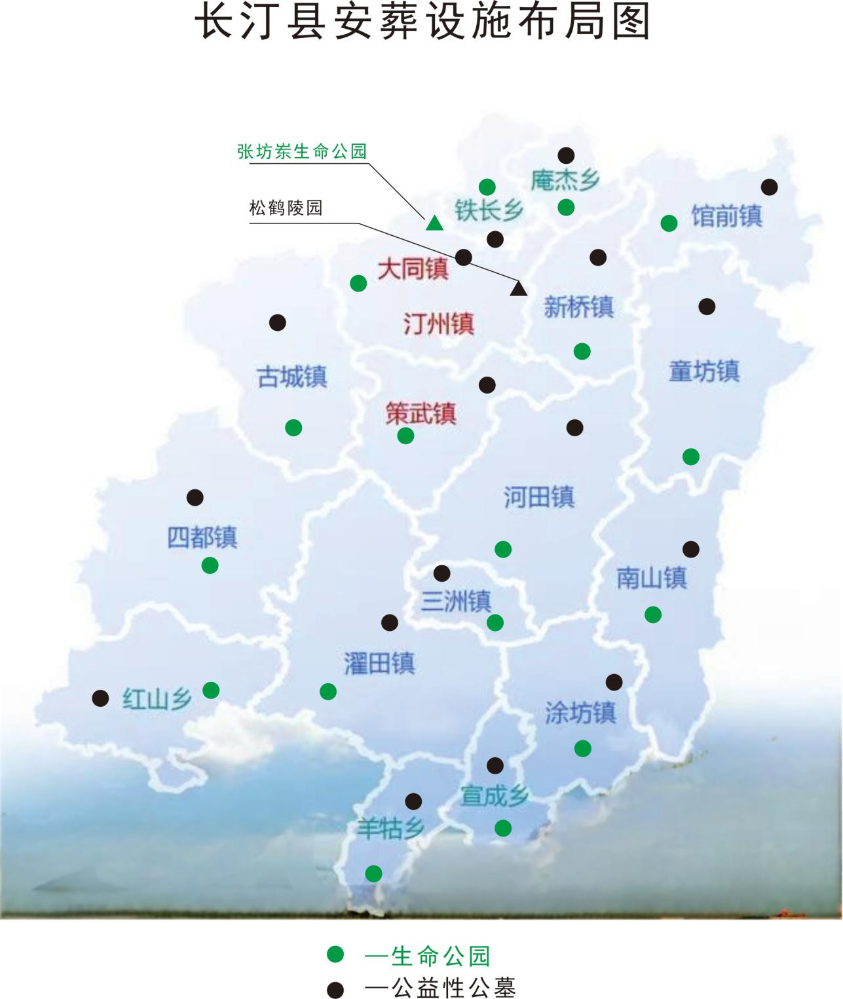 长汀县安葬设施布局图
张坊岽生命公园
庵杰乡
松鹤陵园
铁长乡
馆前镇
大同镇
新桥镇
汀州镇
古城镇
童坊镇
策武镇
河田镇
四都镇
南山镇
三洲镇
濯田镇
红山乡
涂坊镇
宣成乡
羊牯乡
—生命公园
—公益性公墓